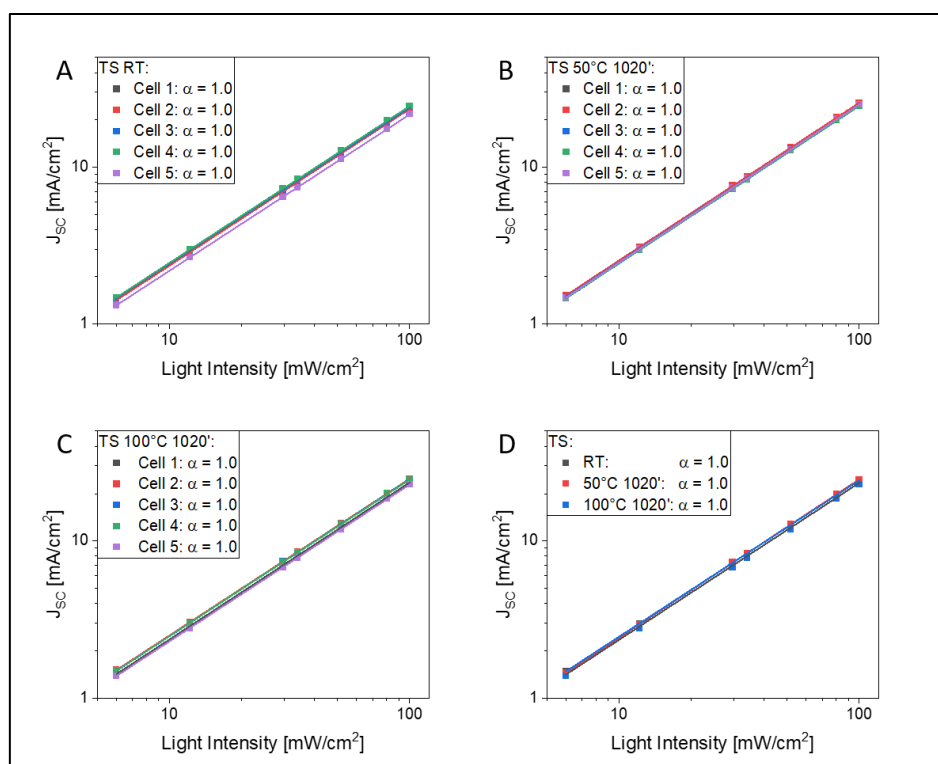 A
TS RT:
Cell 1: α = 1.0
Cell 2: α = 1.0
Cell 3: α = 1.0
Cell 4: α = 1.0
Cell 5: α = 1.0
10
1
J_SC [mA/cm²]
10
100
Light Intensity [mW/cm²]
B
TS 50°C 1020':
Cell 1: α = 1.0
Cell 2: α = 1.0
Cell 3: α = 1.0
Cell 4: α = 1.0
Cell 5: α = 1.0
10
1
J_SC [mA/cm²]
10
100
Light Intensity [mW/cm²]
C
TS 100°C 1020':
Cell 1: α = 1.0
Cell 2: α = 1.0
Cell 3: α = 1.0
Cell 4: α = 1.0
Cell 5: α = 1.0
10
1
J_SC [mA/cm²]
10
100
Light Intensity [mW/cm²]
D
TS:
RT: α = 1.0
50°C 1020': α = 1.0
100°C 1020': α = 1.0
10
1
J_SC [mA/cm²]
10
100
Light Intensity [mW/cm²]